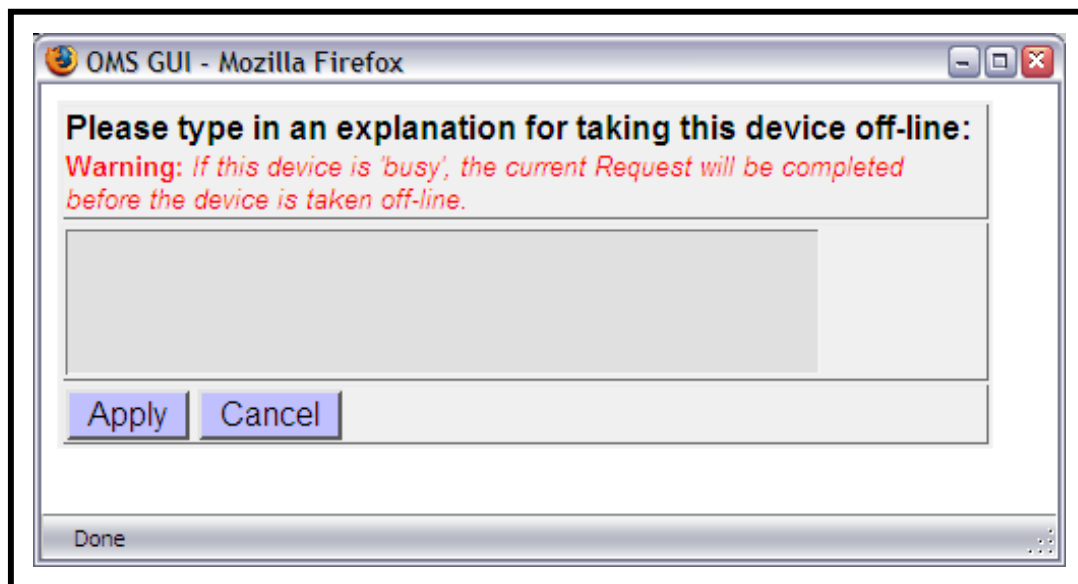 OMS GUI - Mozilla Firefox
Please type in an explanation for taking this device off-line:
Warning: If this device is 'busy', the current Request will be completed
before the device is taken off-line.
Apply Cancel
Done